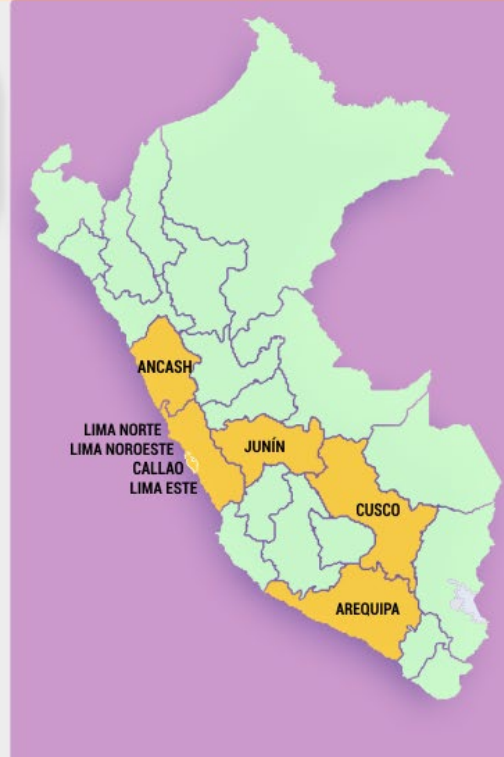 ANCASH
LIMA NORTE
LIMA NOROESTE
CALLAO
LIMA ESTE
JUNÍN
CUSCO
AREQUIPA